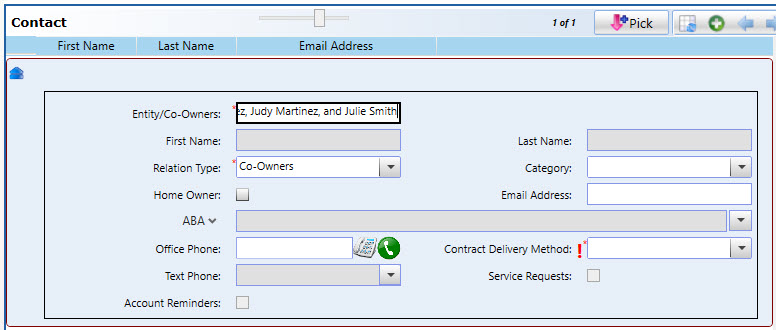 Contact 1 of 1 Pick
First Name Last Name Email Address
Entity/Co-Owners: * ez, Judy Martinez, and Julie Smith
First Name: Last Name:
Relation Type: * Co-Owners Category:
Home Owner: Email Address:
ABA
Office Phone: Contract Delivery Method: ! *
Text Phone: Service Requests:
Account Reminders: